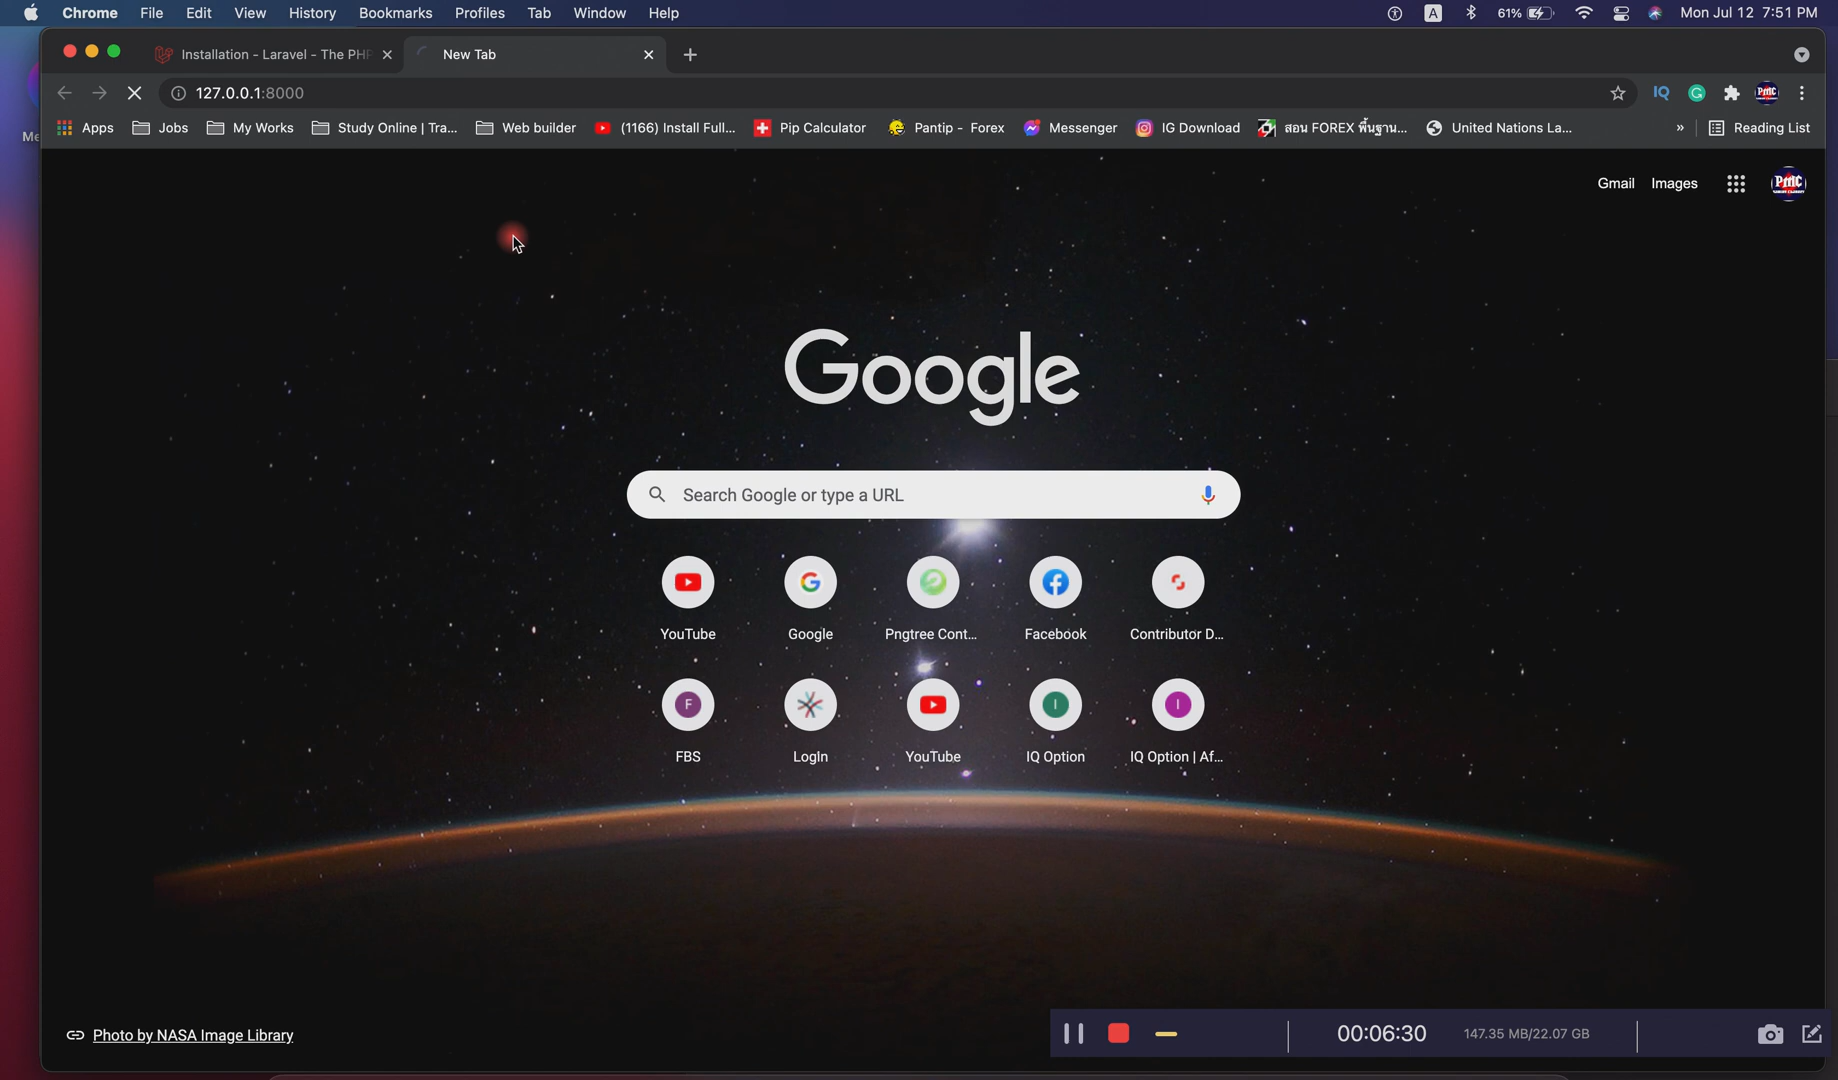 Chrome File Edit View History Bookmarks Profiles Tab Window Help A 61% Mon Jul 12 7:51 PM
Installation - Laravel - The PHP New Tab
127.0.0.1:8000 IQ PMC
Me
Apps Jobs My Works Study Online | Tra... Web builder (1166) Install Full... Pip Calculator Pantip - Forex Messenger IG Download สอน FOREX พื้นฐาน... United Nations La... » Reading List
Gmail Images PMC
Google
Search Google or type a URL
YouTube Google Pngtree Cont... Facebook Contributor D...
F I I
FBS LogIn YouTube IQ Option IQ Option | Af...
Photo by NASA Image Library
00:06:30 147.35 MB/22.07 GB